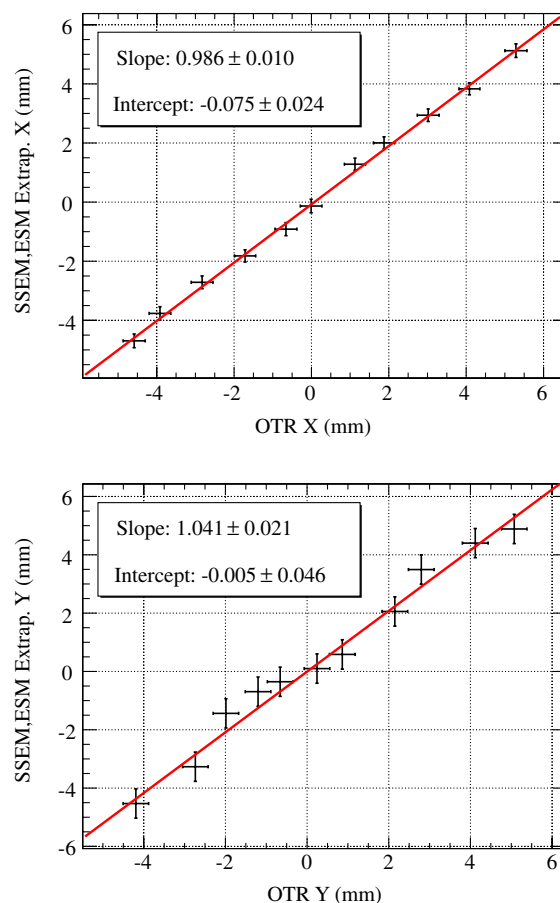 6
Slope: 0.986 ± 0.010
4
Intercept: -0.075 ± 0.024
2
0
-2
-4
SSEM,ESM Extrap. X (mm)
-4 -2 0 2 4 6
OTR X (mm)
6
Slope: 1.041 ± 0.021
4
Intercept: -0.005 ± 0.046
2
0
-2
-4
-6
SSEM,ESM Extrap. Y (mm)
-4 -2 0 2 4 6
OTR Y (mm)